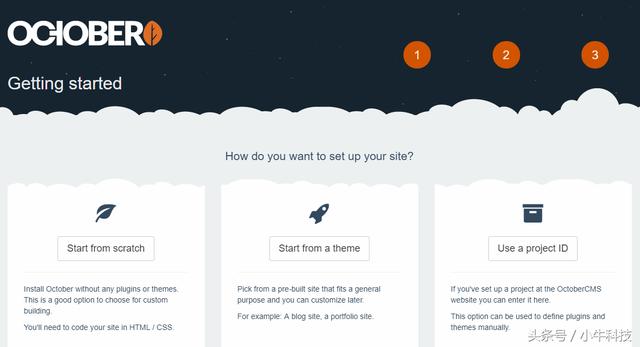 OCTOBER
1 2 3
Getting started
How do you want to set up your site?
Start from scratch
Install October without any plugins or themes.
This is a good option to choose for custom
building.
You'll need to code your site in HTML / CSS.
Start from a theme
Pick from a pre-built site that fits a general
purpose and you can customize later.
For example: A blog site, a portfolio site.
Use a project ID
If you've set up a project at the OctoberCMS
website you can enter it here.
This option can be used to define plugins and
themes manually.
头条号 / 小牛科技